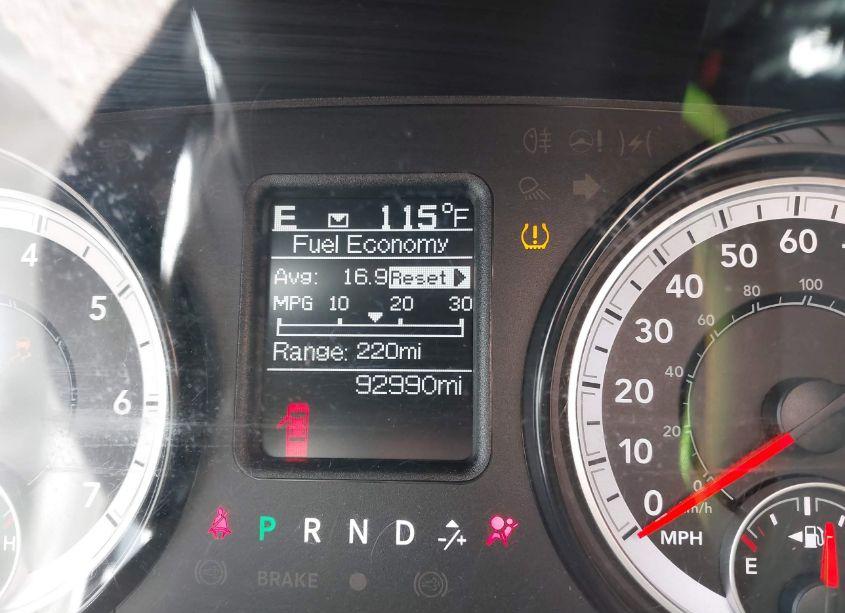 E 115°F
Fuel Economy
Avg: 16.9 Reset
MPG 10 20 30
Range: 220mi
92990mi
4
5
6
7
H
P R N D -/+
BRAKE
60
50
40
30
20
10
0
MPH
100
80
60
40
20
0
km/h
E